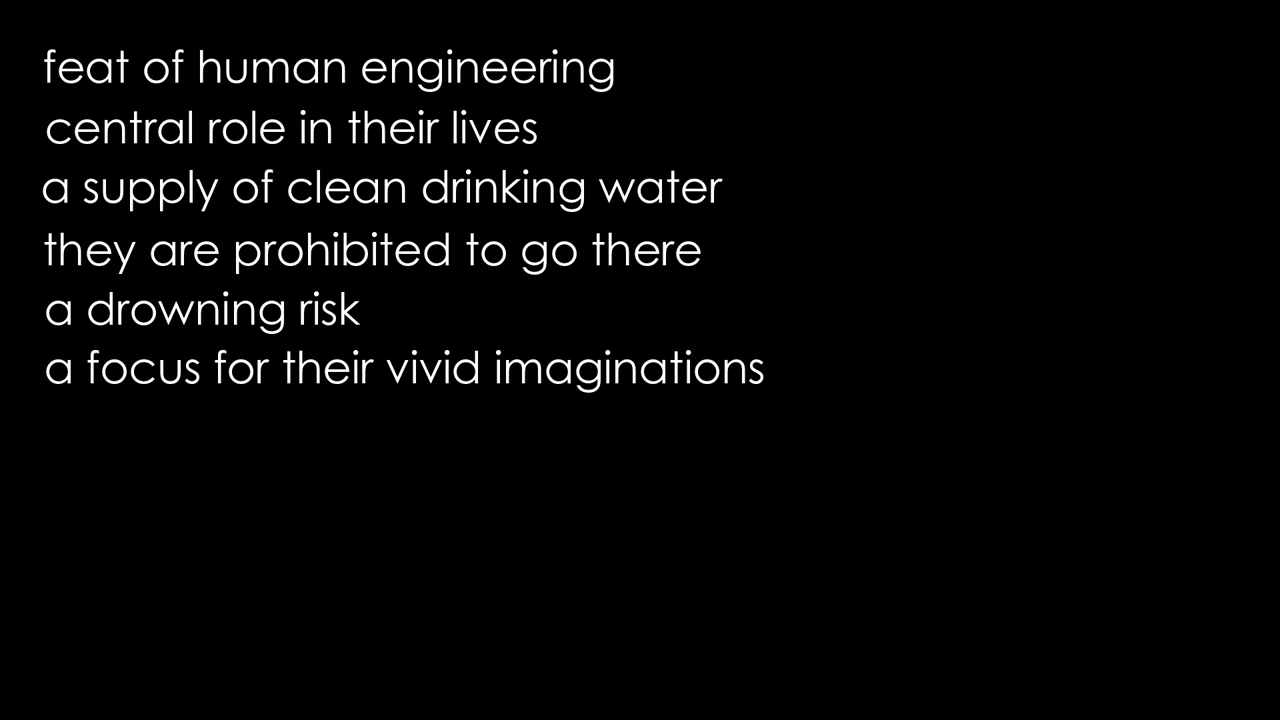 feat of human engineering
central role in their lives
a supply of clean drinking water
they are prohibited to go there
a drowning risk
a focus for their vivid imaginations